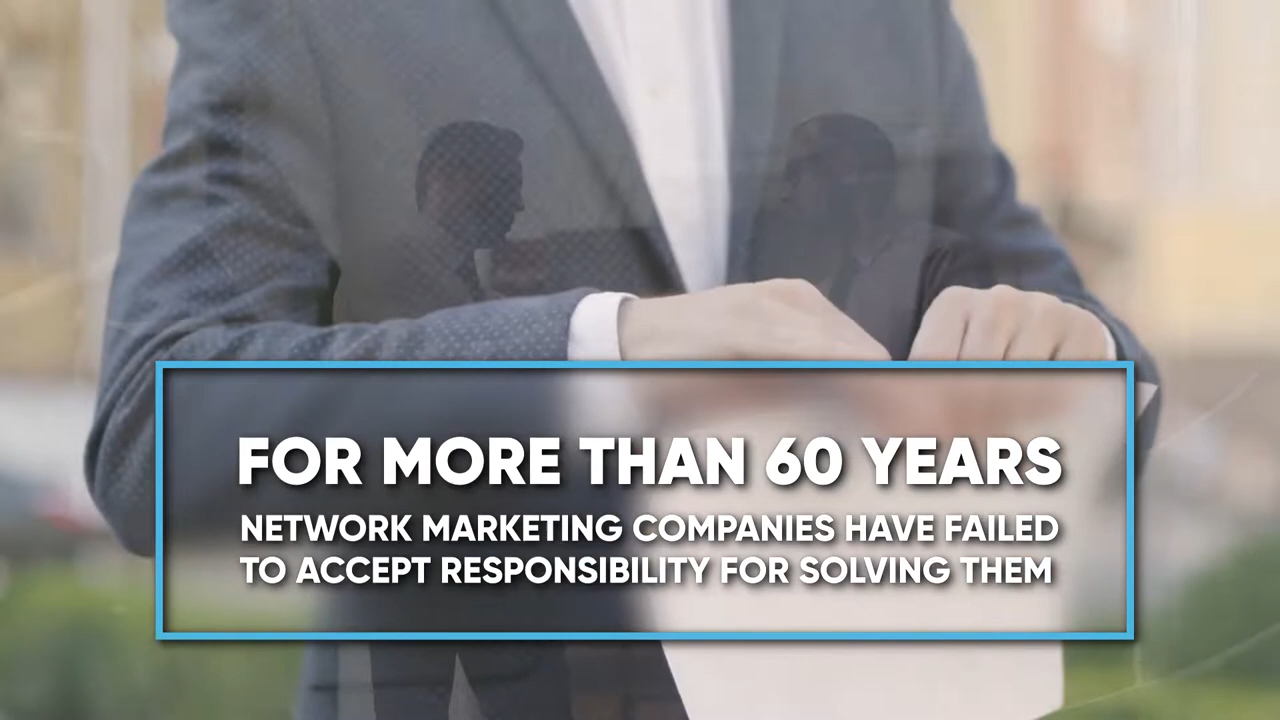 FOR MORE THAN 60 YEARS
NETWORK MARKETING COMPANIES HAVE FAILED
TO ACCEPT RESPONSIBILITY FOR SOLVING THEM